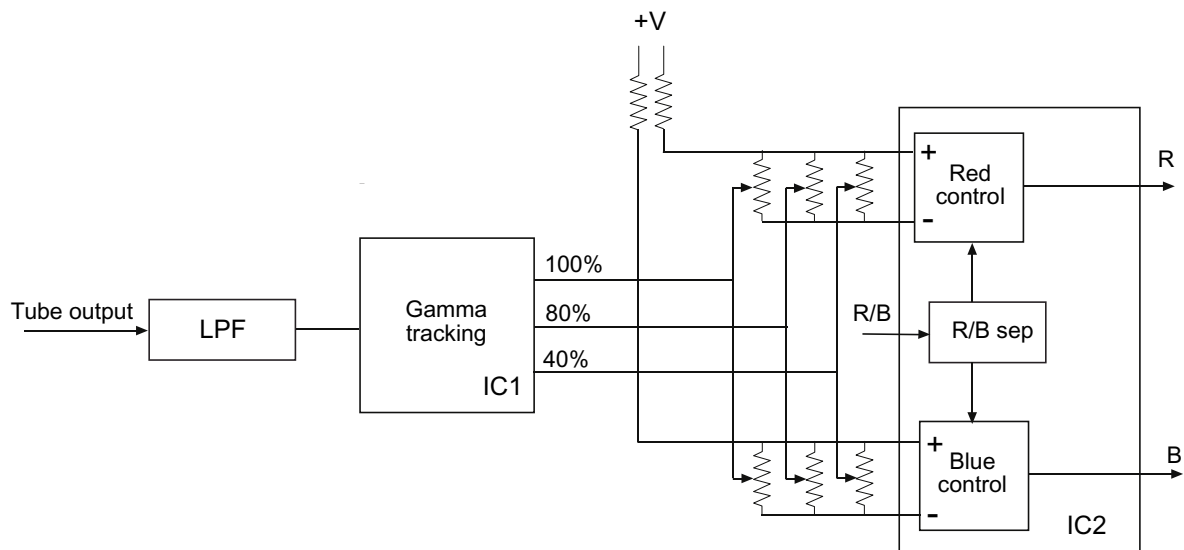 +V
+
Red
control
-
R
100%
Tube output
LPF
Gamma
tracking
IC1
80%
40%
R/B
R/B sep
+
Blue
control
-
B
IC2